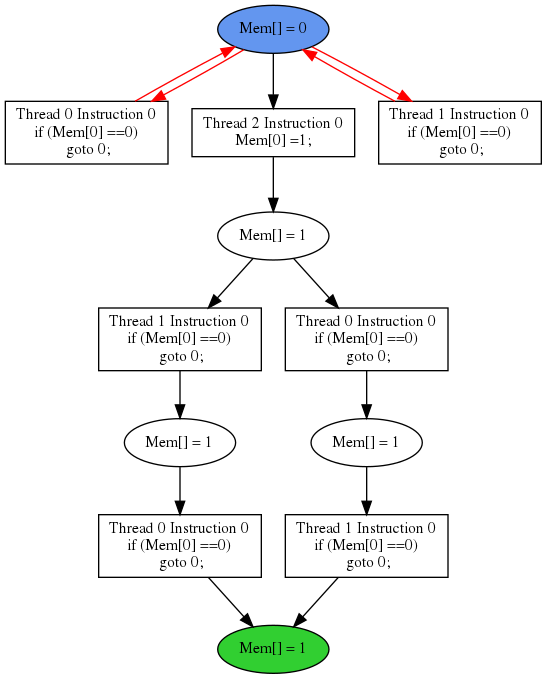 Mem[] = 0
Thread 0 Instruction 0
if (Mem[0] ==0)
goto 0;
Thread 2 Instruction 0
Mem[0] =1;
Thread 1 Instruction 0
if (Mem[0] ==0)
goto 0;
Mem[] = 1
Thread 1 Instruction 0
if (Mem[0] ==0)
goto 0;
Thread 0 Instruction 0
if (Mem[0] ==0)
goto 0;
Mem[] = 1
Mem[] = 1
Thread 0 Instruction 0
if (Mem[0] ==0)
goto 0;
Thread 1 Instruction 0
if (Mem[0] ==0)
goto 0;
Mem[] = 1